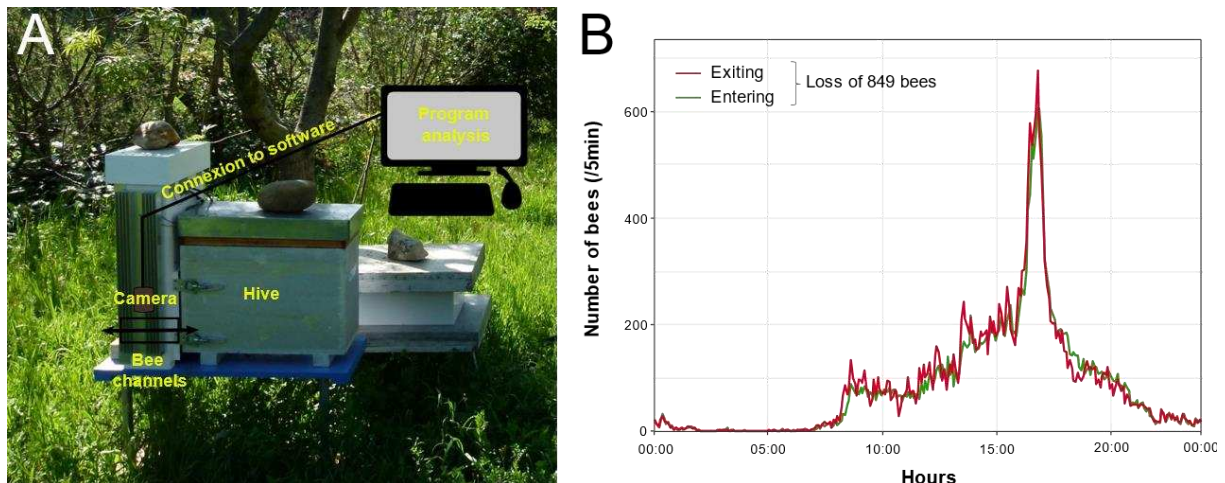 A
Program
analysis
Connexion to software
Camera
Hive
Bee
channels
B
Exiting
Entering
Loss of 849 bees
Number of bees (/5min)
600
400
200
0
00:00
05:00
10:00
15:00
20:00
00:00
Hours